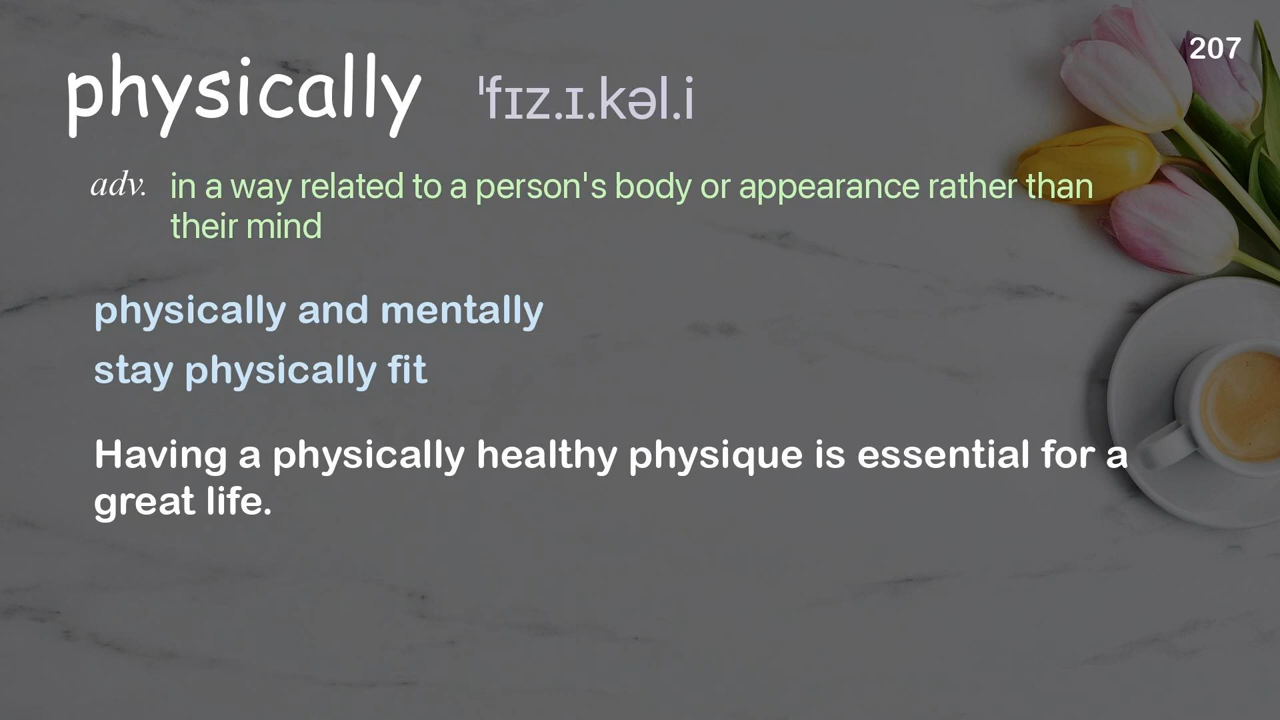 207
physically ˈfɪz.ɪ.kəl.i
adv. in a way related to a person's body or appearance rather than
their mind
physically and mentally
stay physically fit
Having a physically healthy physique is essential for a
great life.